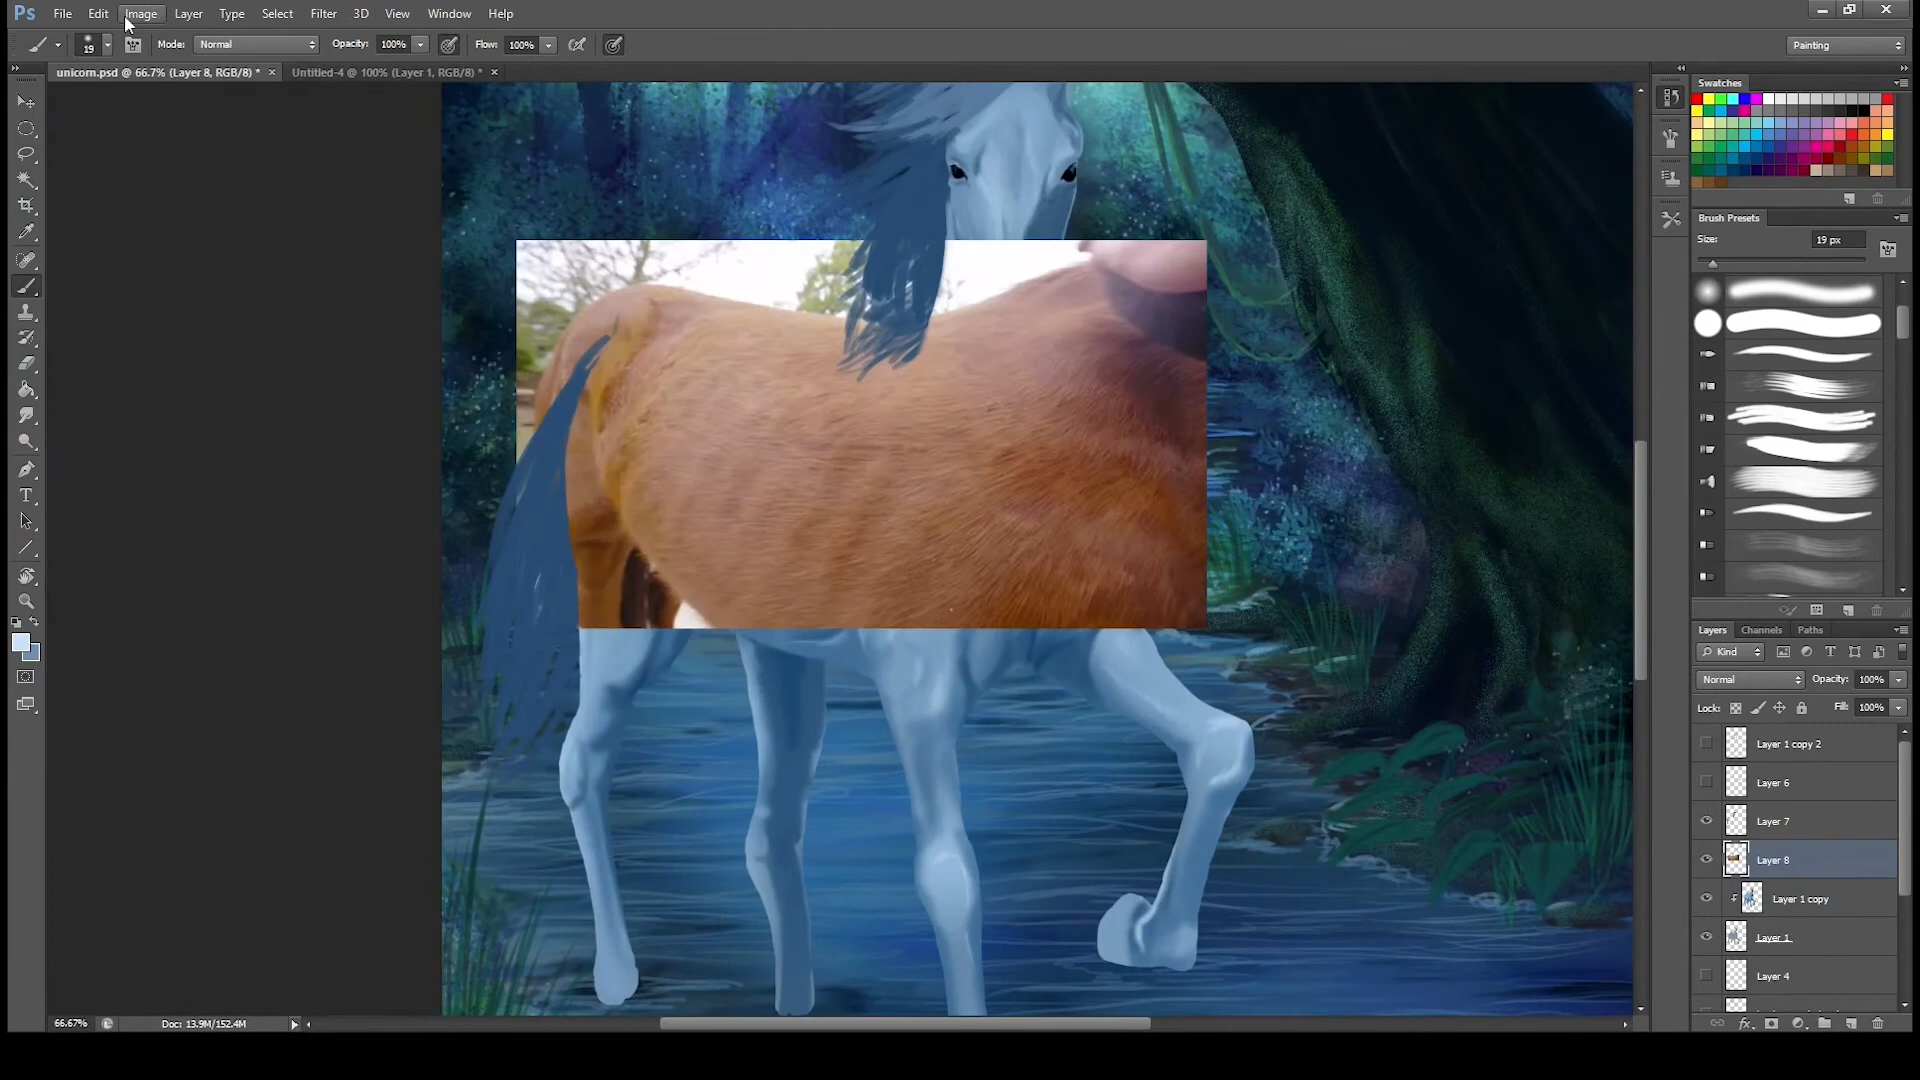 Ps File Edit Image Layer Type Select Filter 3D View Window Help
19 Mode: Normal Opacity: 100% Flow: 100% Painting
unicorn.psd @ 66.7% (Layer 8, RGB/8) * × Untitled-4 @ 100% (Layer 1, RGB/8) * ×
Swatches
Brush Presets
Size: 19 px
Layers Channels Paths
Kind
Normal Opacity: 100%
Lock: Fill: 100%
Layer 1 copy 2
Layer 6
Layer 7
Layer 8
Layer 1 copy
Layer 1
Layer 4
66.67% Doc: 13.9M/152.4M